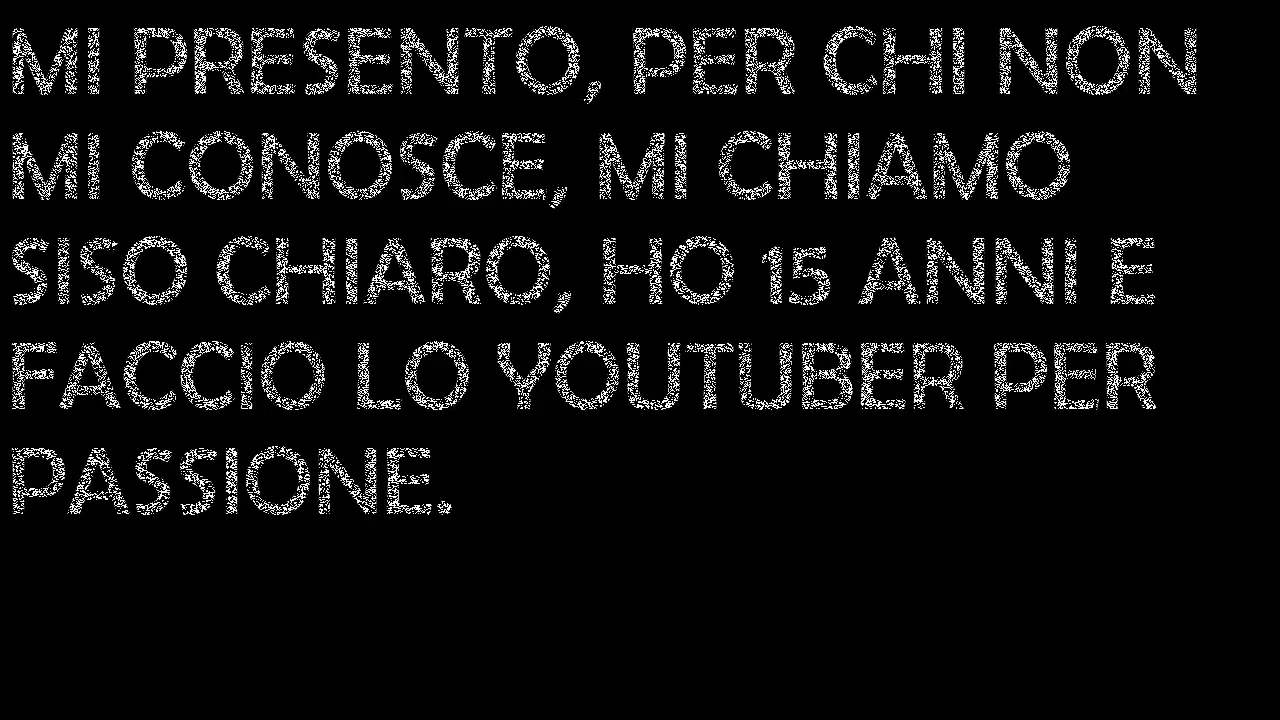 MI PRESENTO, PER CHI NON
MI CONOSCE, MI CHIAMO
SISO CHIARO, HO 15 ANNI E
FACCIO LO YOUTUBER PER
PASSIONE.